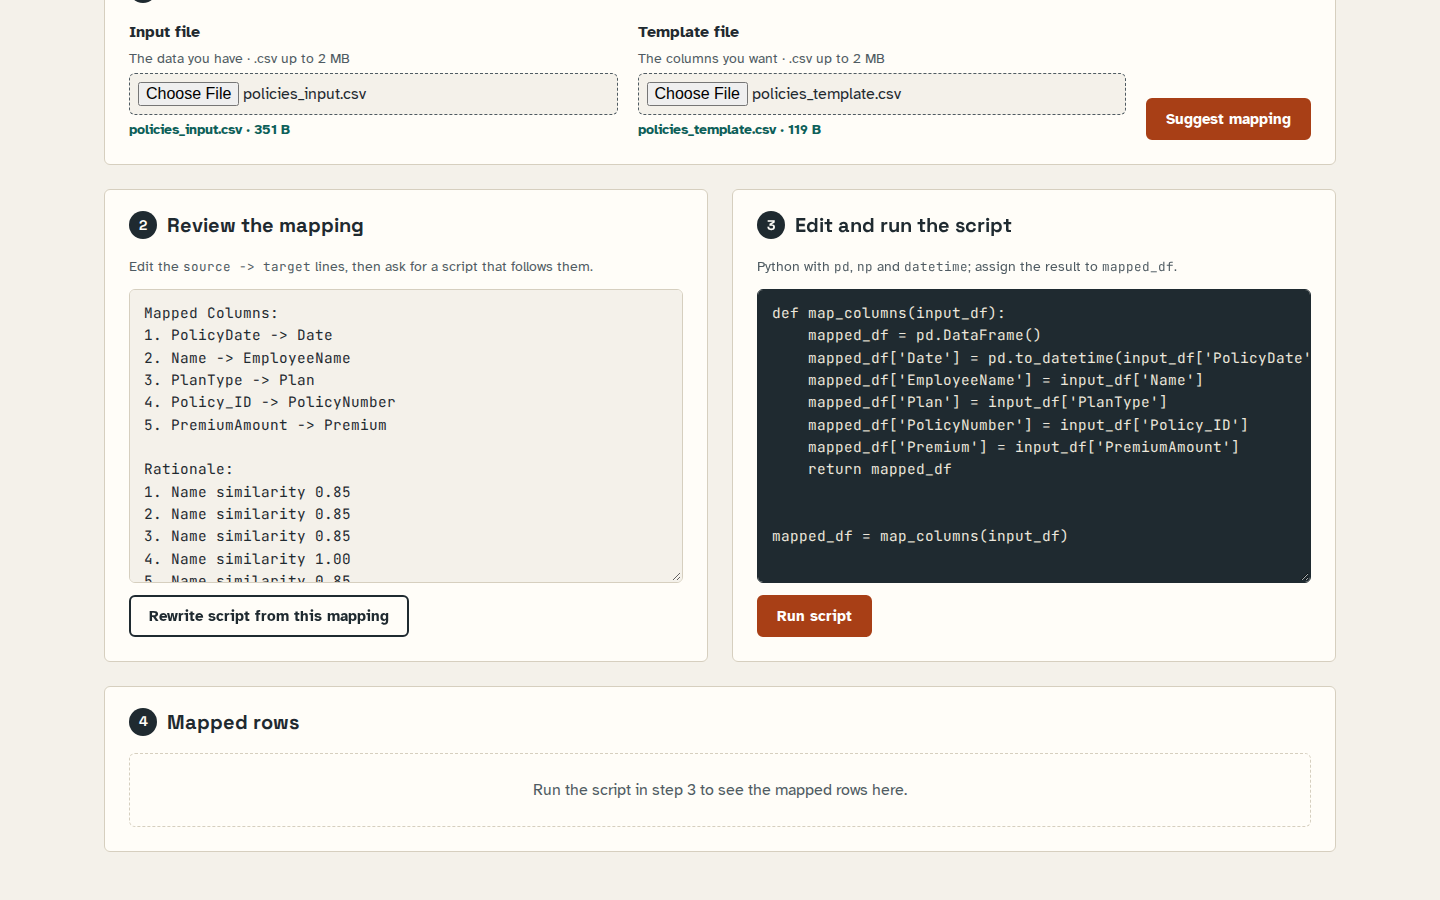 Input file
The data you have · .csv up to 2 MB
Choose File policies_input.csv
policies_input.csv · 351 B
Template file
The columns you want · .csv up to 2 MB
Choose File policies_template.csv
policies_template.csv · 119 B
Suggest mapping
2 Review the mapping
Edit the source -> target lines, then ask for a script that follows them.
Mapped Columns:
1. PolicyDate -> Date
2. Name -> EmployeeName
3. PlanType -> Plan
4. Policy_ID -> PolicyNumber
5. PremiumAmount -> Premium
Rationale:
1. Name similarity 0.85
2. Name similarity 0.85
3. Name similarity 0.85
4. Name similarity 1.00
5. Name similarity 0.85
Rewrite script from this mapping
3 Edit and run the script
Python with pd, np and datetime; assign the result to mapped_df.
def map_columns(input_df):
    mapped_df = pd.DataFrame()
    mapped_df['Date'] = pd.to_datetime(input_df['PolicyDate'
    mapped_df['EmployeeName'] = input_df['Name']
    mapped_df['Plan'] = input_df['PlanType']
    mapped_df['PolicyNumber'] = input_df['Policy_ID']
    mapped_df['Premium'] = input_df['PremiumAmount']
    return mapped_df
mapped_df = map_columns(input_df)
Run script
4 Mapped rows
Run the script in step 3 to see the mapped rows here.